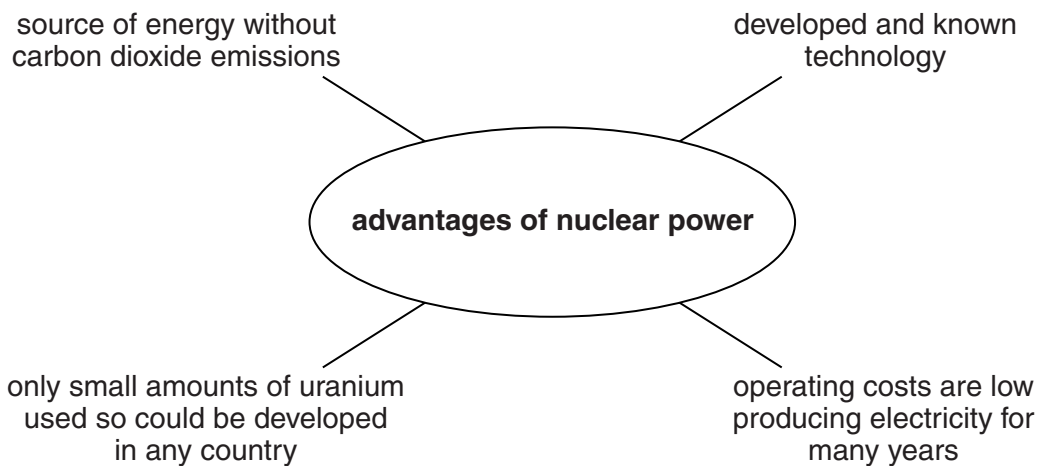 source of energy without
carbon dioxide emissions
developed and known
technology
advantages of nuclear power
only small amounts of uranium
used so could be developed
in any country
operating costs are low
producing electricity for
many years